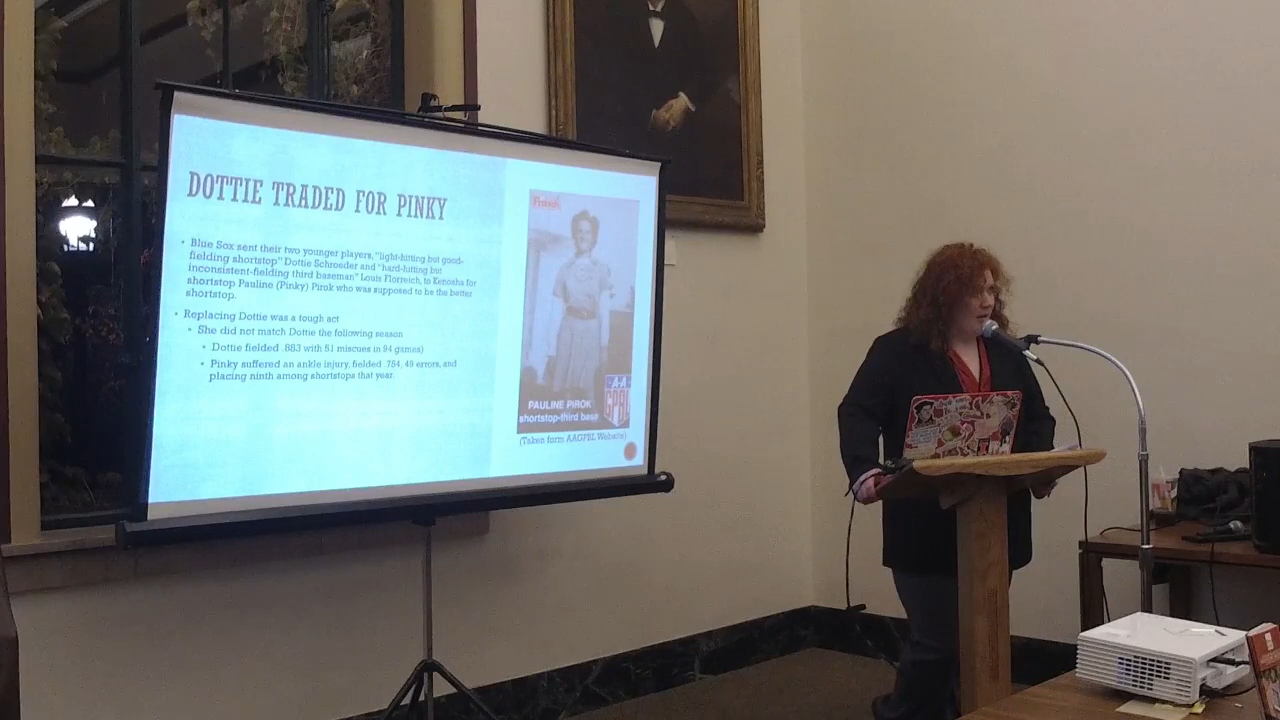 DOTTIE TRADED FOR PINKY
• Blue Sox sent their two younger players, "light-hitting but good-
fielding shortstop" Dottie Schroeder and "hard-hitting but
inconsistent-fielding third baseman" Louis Florreich, to Kenosha for
shortstop Pauline (Pinky) Pirok who was supposed to be the better
shortstop.
• Replacing Dottie was a tough act
• She did not match Dottie the following season
• Dottie fielded .883 with 51 miscues in 94 games)
• Pinky suffered an ankle injury, fielded .754, 49 errors, and
placing ninth among shortstops that year.
Fritsch
PAULINE PIROK
shortstop-third base
A-A
GPBL
(Taken form AAGPBL Website)